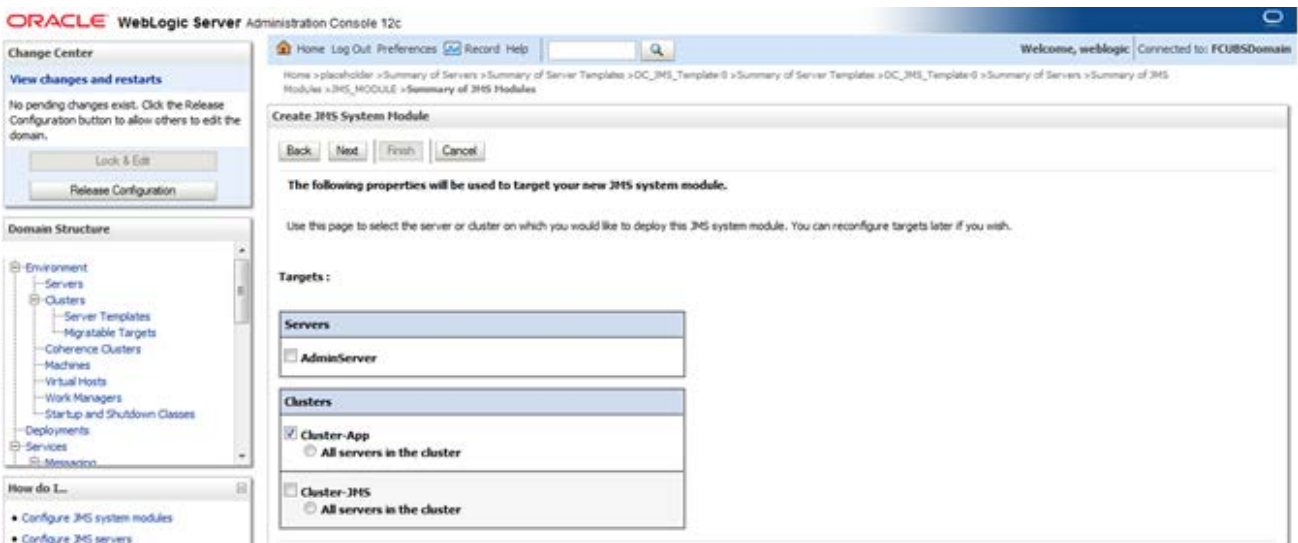 ORACLE WebLogic Server Administration Console 12c
Change Center
View changes and restarts
No pending changes exist. Click the Release
Configuration button to allow others to edit the
domain.
Lock & Edit
Release Configuration
Domain Structure
Environment
Servers
Clusters
Server Templates
Migratable Targets
Coherence Clusters
Machines
Virtual Hosts
Work Managers
Startup and Shutdown Classes
Deployments
Services
Messaging
How do I...
Configure JMS system modules
Configure JMS servers
Home Log Out Preferences Record Help
Welcome, weblogic Connected to: FCUBSDomain
Home >placeholder >Summary of Servers >Summary of Server Templates >DC_JMS_Template-0 >Summary of Server Templates >DC_JMS_Template-0 >Summary of Servers >Summary of JMS
Modules >JMS_MODULE >Summary of JMS Modules
Create JMS System Module
Back Next Finish Cancel
The following properties will be used to target your new JMS system module.
Use this page to select the server or cluster on which you would like to deploy this JMS system module. You can reconfigure targets later if you wish.
Targets :
Servers
AdminServer
Clusters
Cluster-App
All servers in the cluster
Cluster-JMS
All servers in the cluster